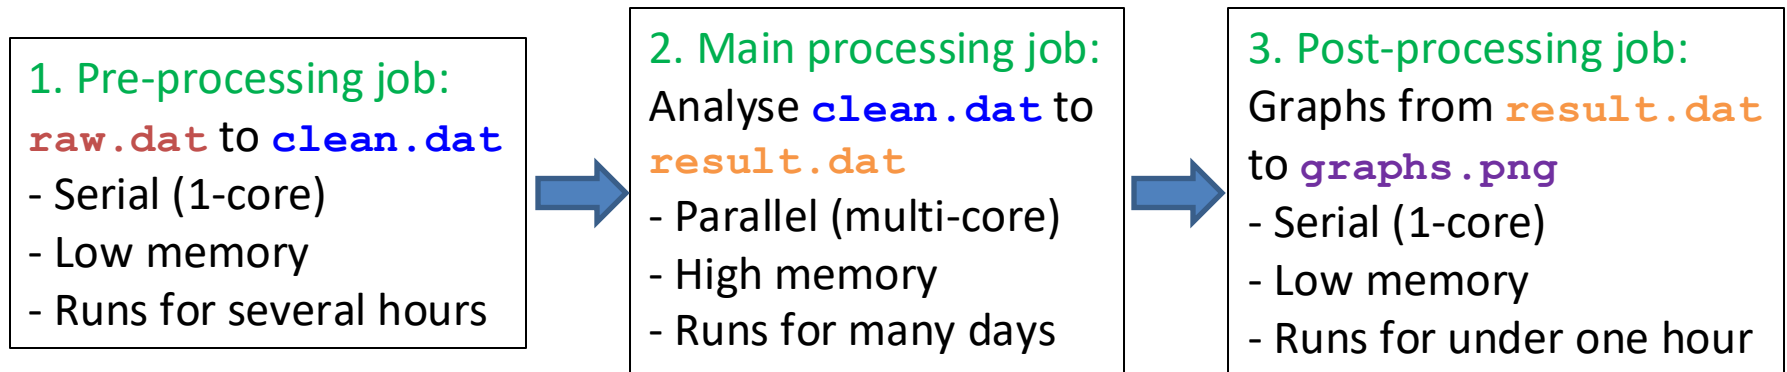 1. Pre-processing job:
raw.dat to clean.dat
- Serial (1-core)
- Low memory
- Runs for several hours
2. Main processing job:
Analyse clean.dat to
result.dat
- Parallel (multi-core)
- High memory
- Runs for many days
3. Post-processing job:
Graphs from result.dat
to graphs.png
- Serial (1-core)
- Low memory
- Runs for under one hour